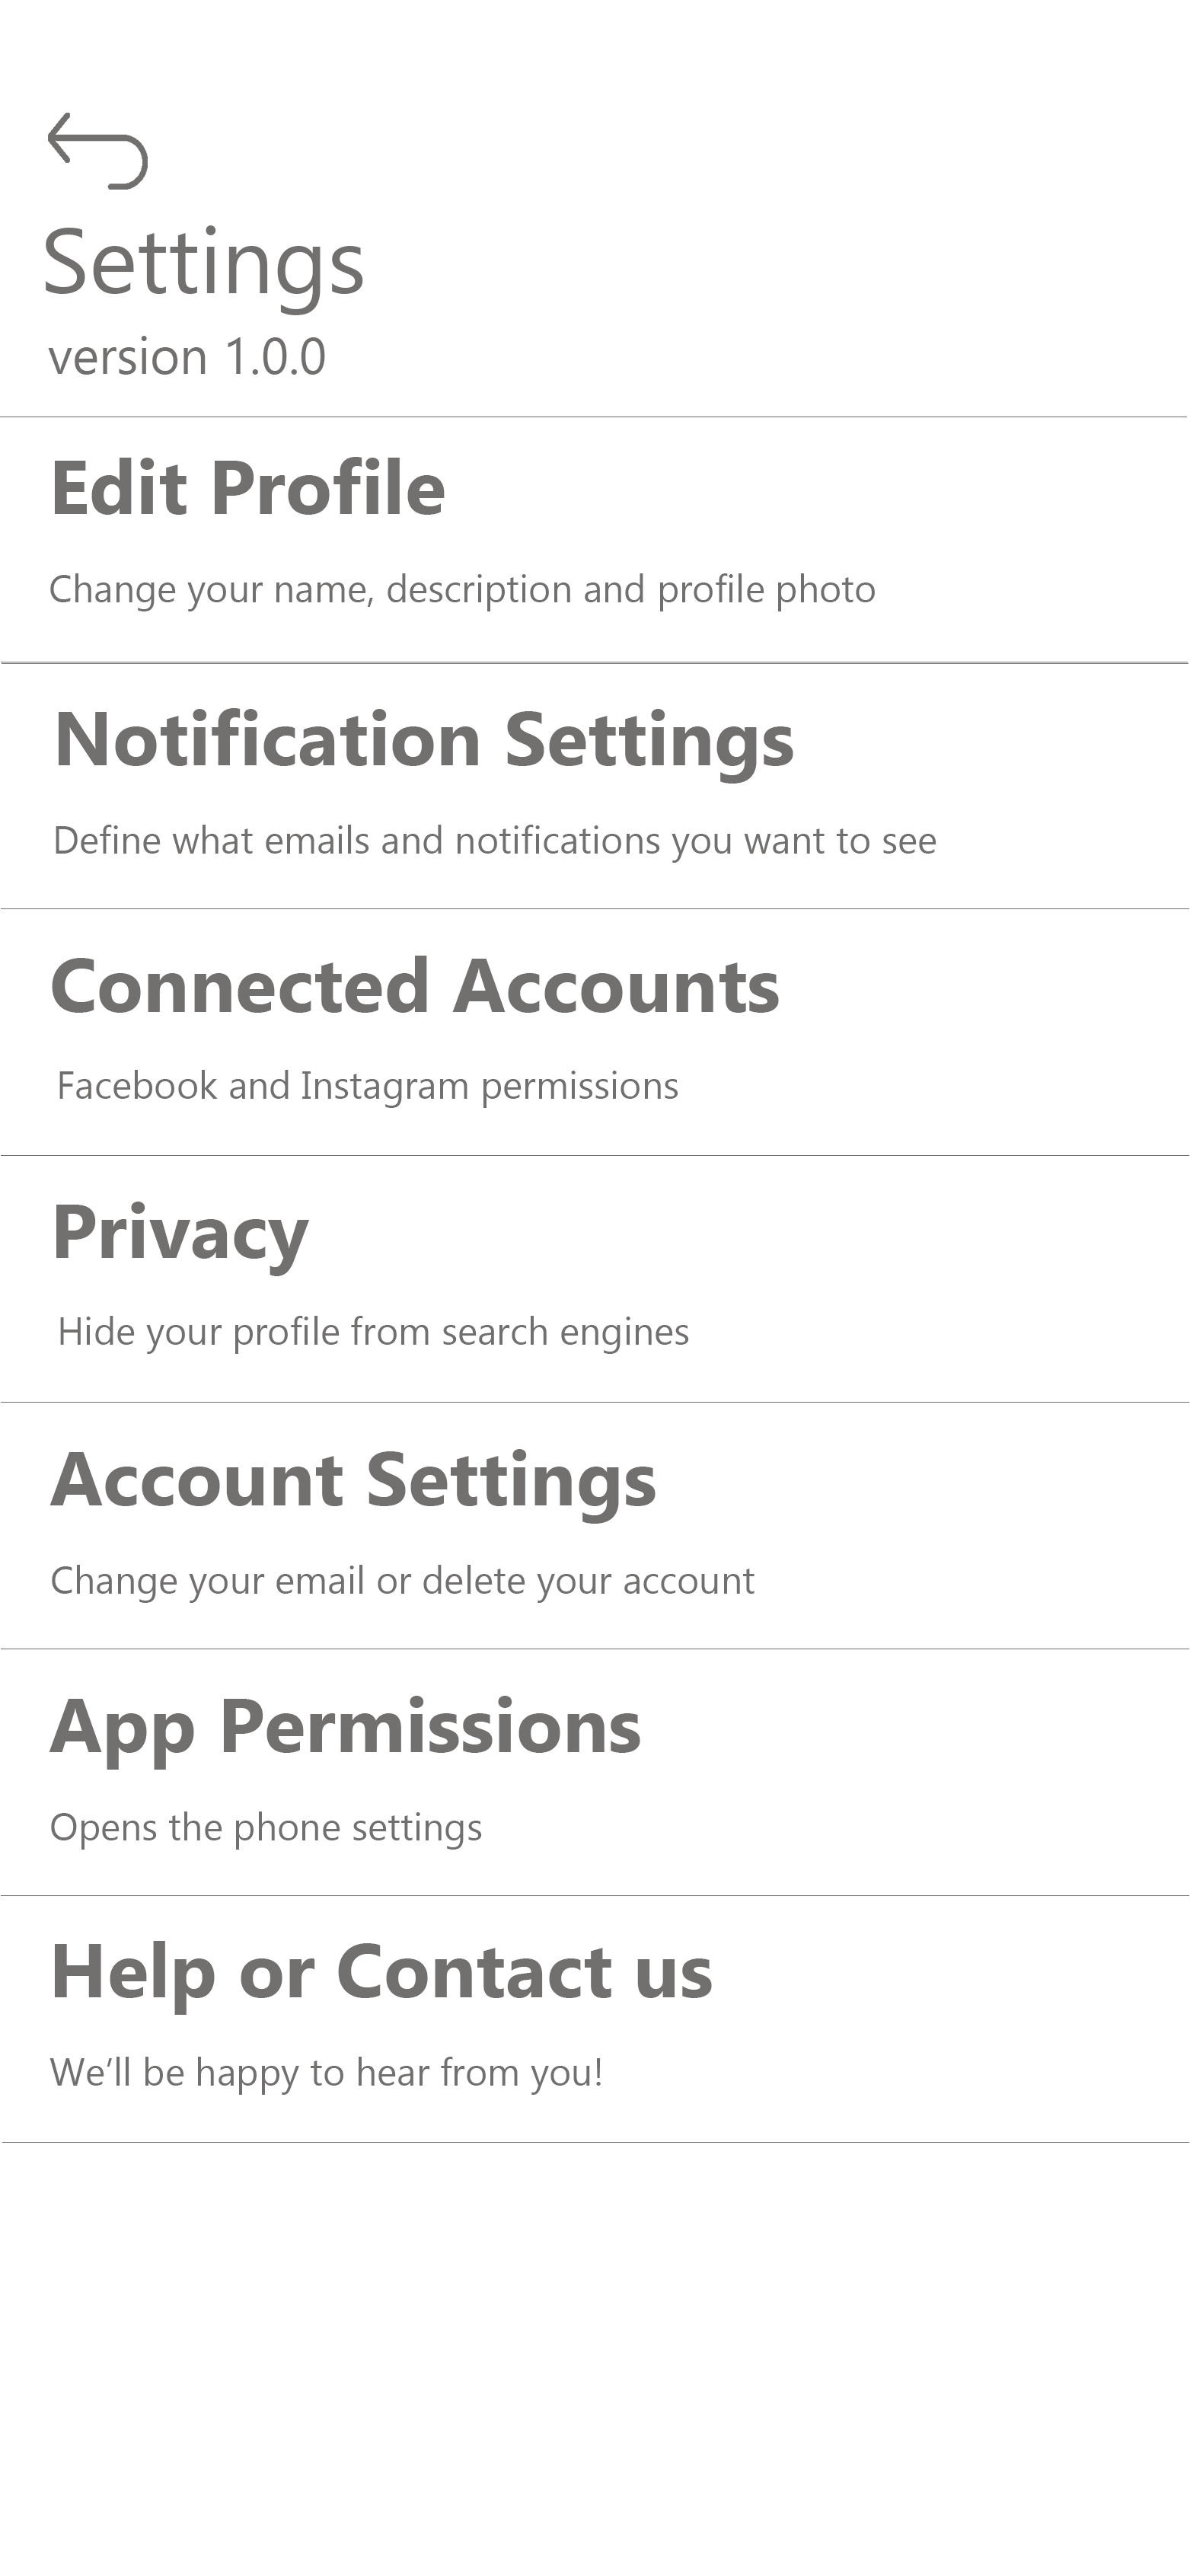 Settings
version 1.0.0
Edit Profile
Change your name, description and profile photo
Notification Settings
Define what emails and notifications you want to see
Connected Accounts
Facebook and Instagram permissions
Privacy
Hide your profile from search engines
Account Settings
Change your email or delete your account
App Permissions
Opens the phone settings
Help or Contact us
We’ll be happy to hear from you!